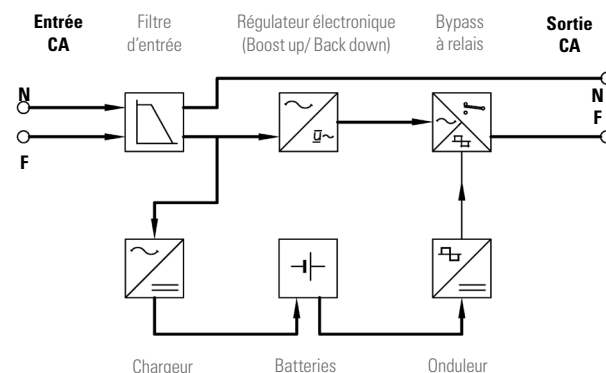 Entrée
CA
Filtre
d’entrée
Régulateur électronique
(Boost up/ Back down)
Bypass
à relais
Sortie
CA
N
N
F
F
u~
Chargeur
Batteries
Onduleur